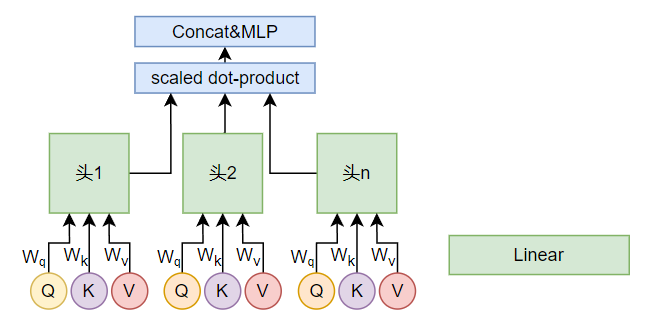 Concat&MLP
scaled dot-product
头1 头2 头n
Wq Wk Wv Wq Wk Wv Wq Wk Wv
Linear
Q K V Q K V Q K V